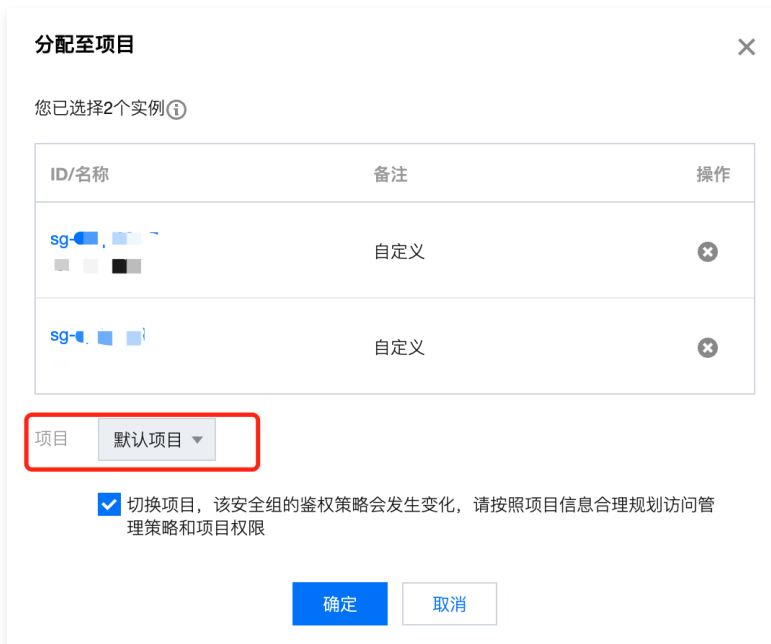 分配至项目
您已选择2个实例
ID/名称 备注 操作
sg-
自定义
sg-
自定义
项目 默认项目
切换项目，该安全组的鉴权策略会发生变化，请按照项目信息合理规划访问管
理策略和项目权限
确定 取消